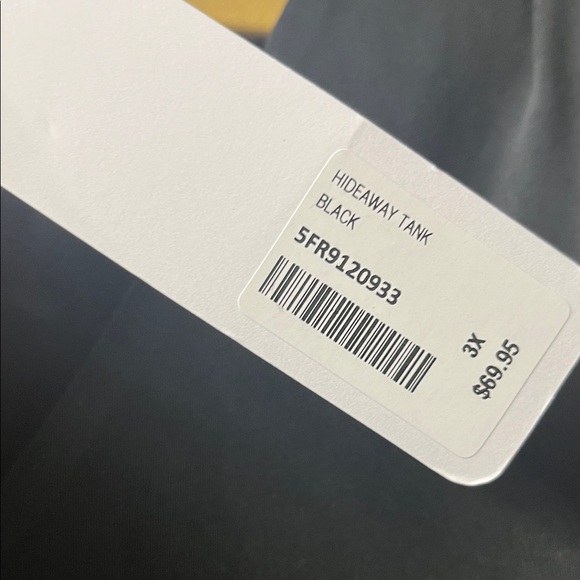 HIDEAWAY TANK
BLACK
5FR9120933
3X
$69.95